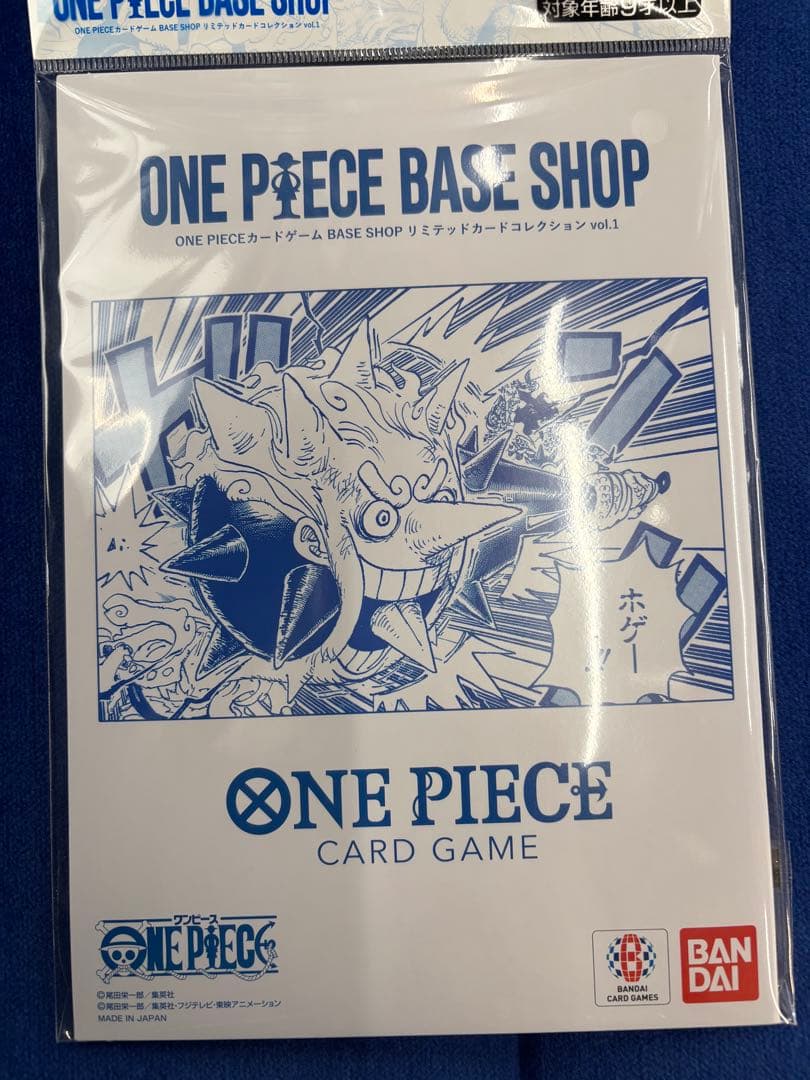 ONE PIECE BASE SHOP
対象年齢9才以上
ONE PIECEカードゲーム BASE SHOP リミテッドカードコレクション vol.1
ONE PIECE BASE SHOP
ONE PIECEカードゲーム BASE SHOP リミテッドカードコレクション vol.1
ホゲーッ!!
ONE PIECE
CARD GAME
ワンピース
ONE PIECE
©尾田栄一郎/集英社
©尾田栄一郎/集英社・フジテレビ・東映アニメーション
MADE IN JAPAN
BANDAI
CARD GAMES
BAN
DAI